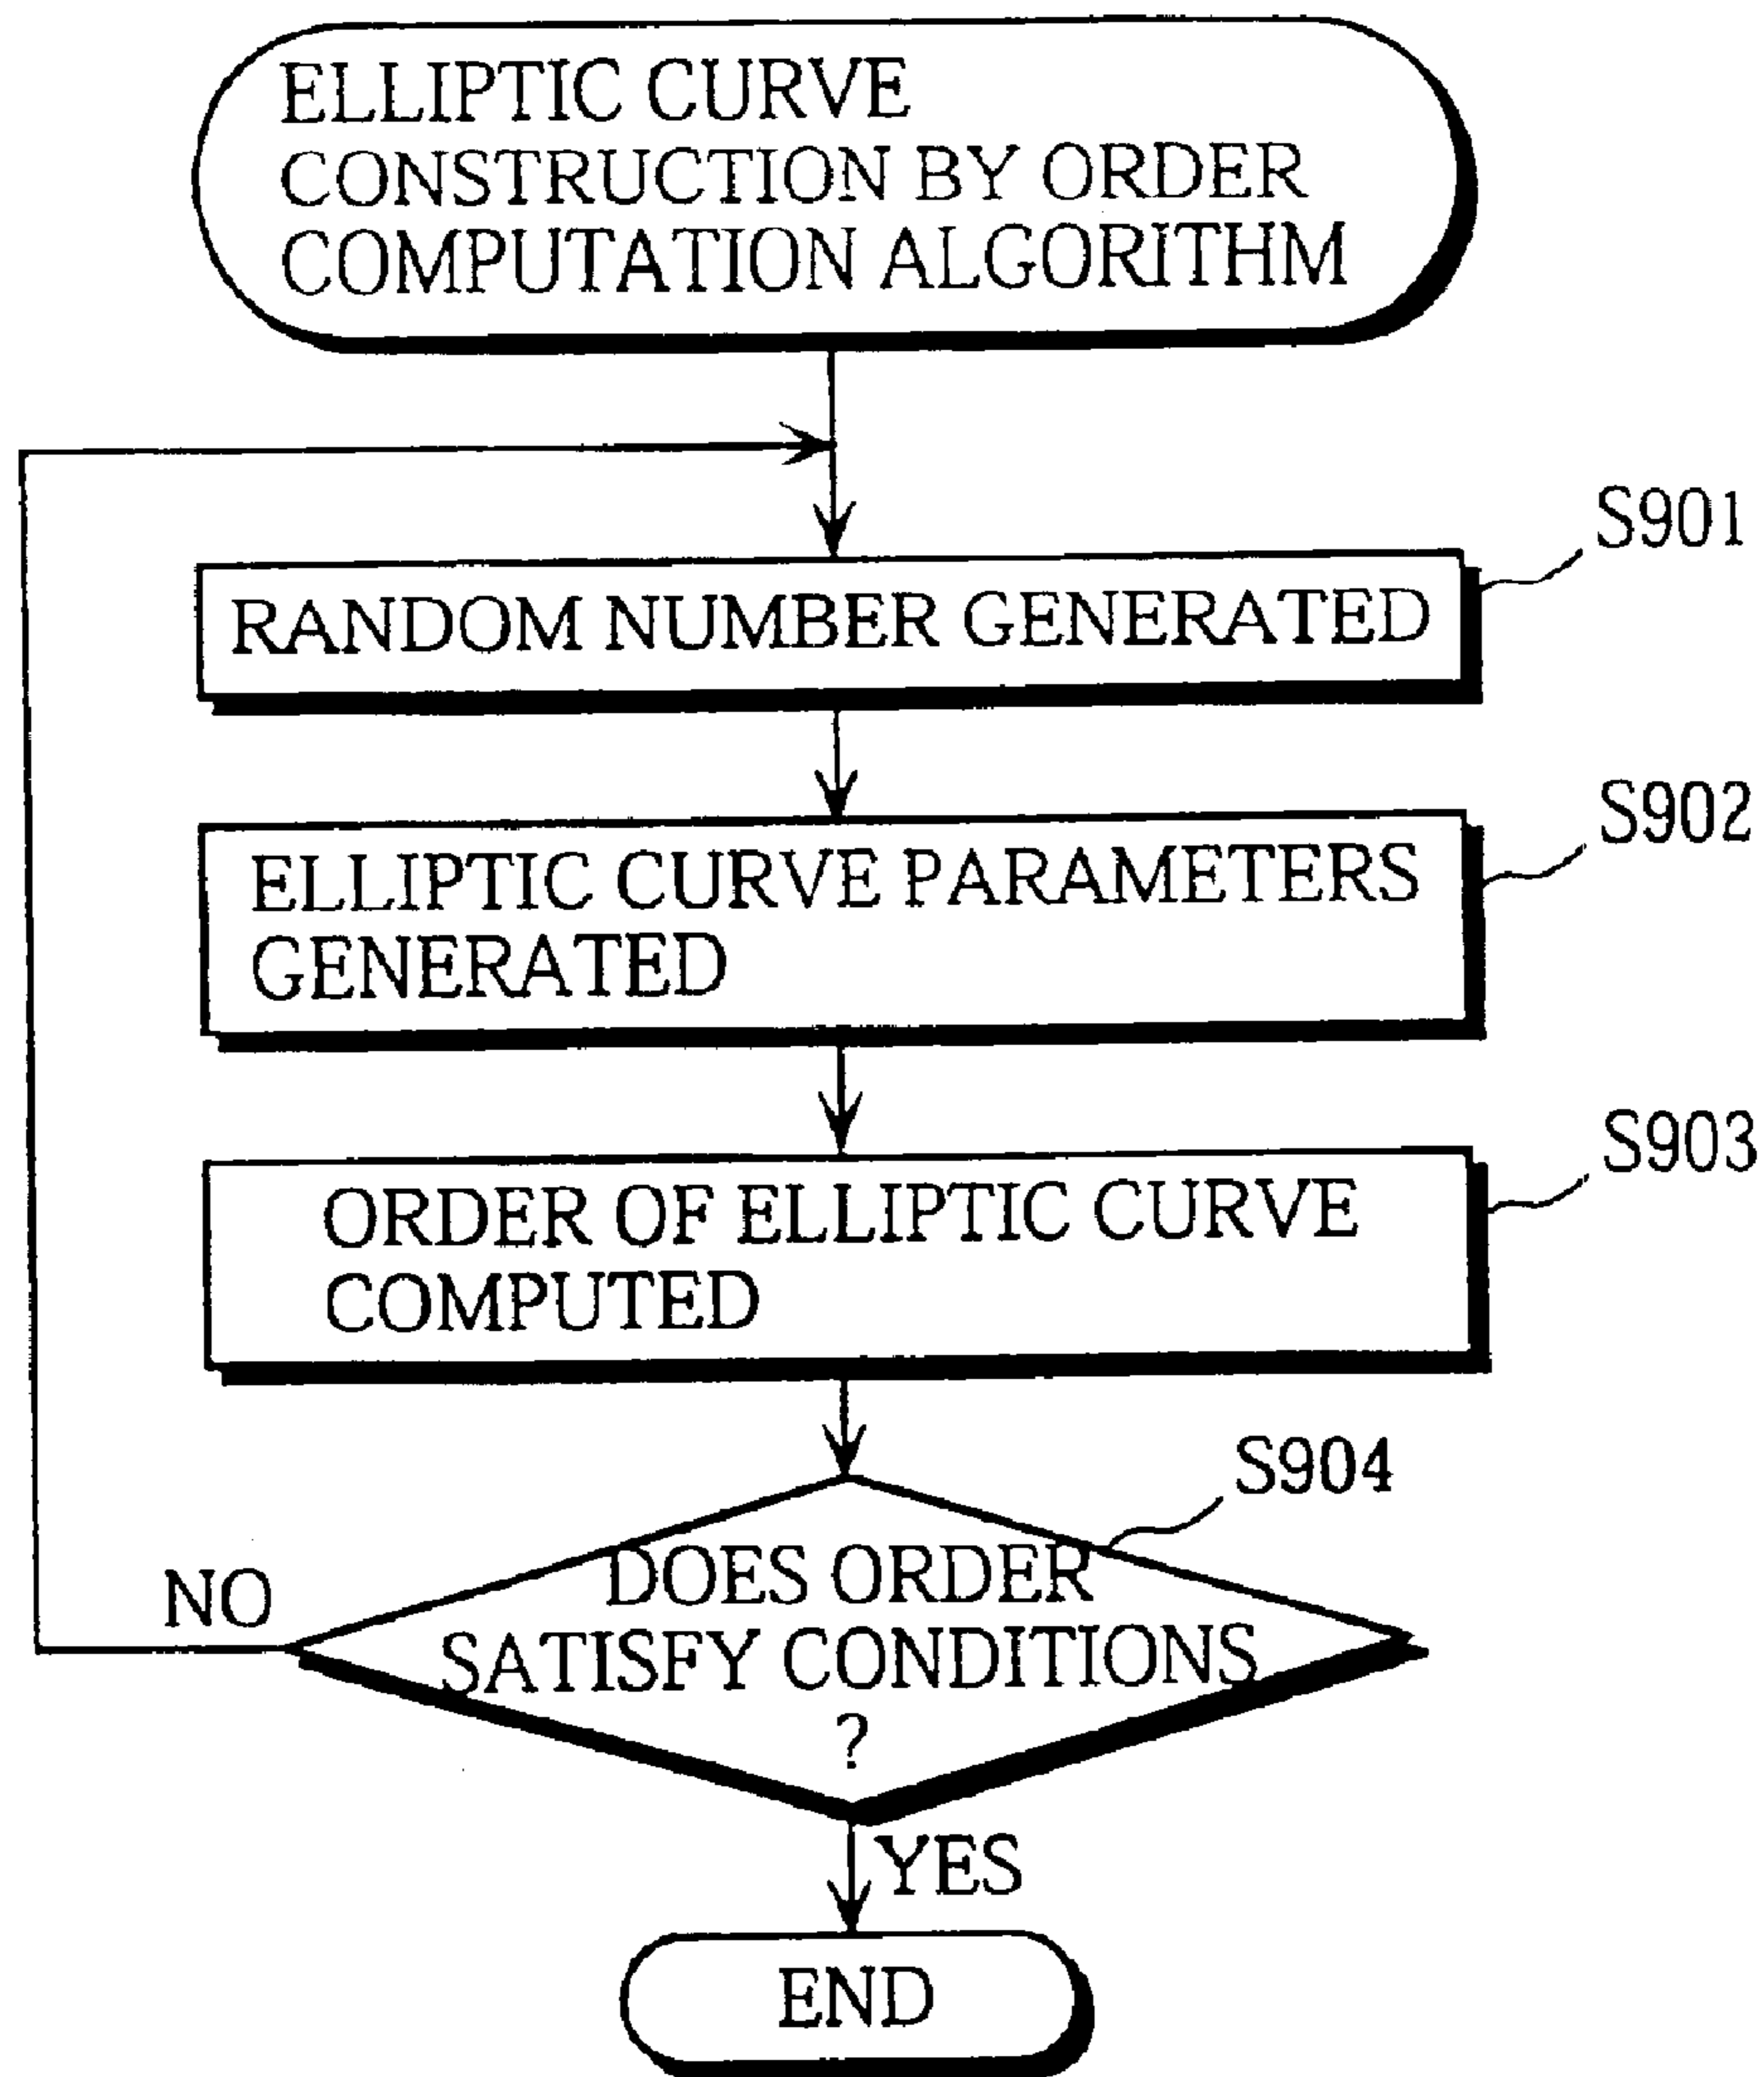 ELLIPTIC CURVE
CONSTRUCTION BY ORDER
COMPUTATION ALGORITHM
S901
RANDOM NUMBER GENERATED
S902
ELLIPTIC CURVE PARAMETERS
GENERATED
S903
ORDER OF ELLIPTIC CURVE
COMPUTED
S904
DOES ORDER
SATISFY CONDITIONS
?
NO
YES
END